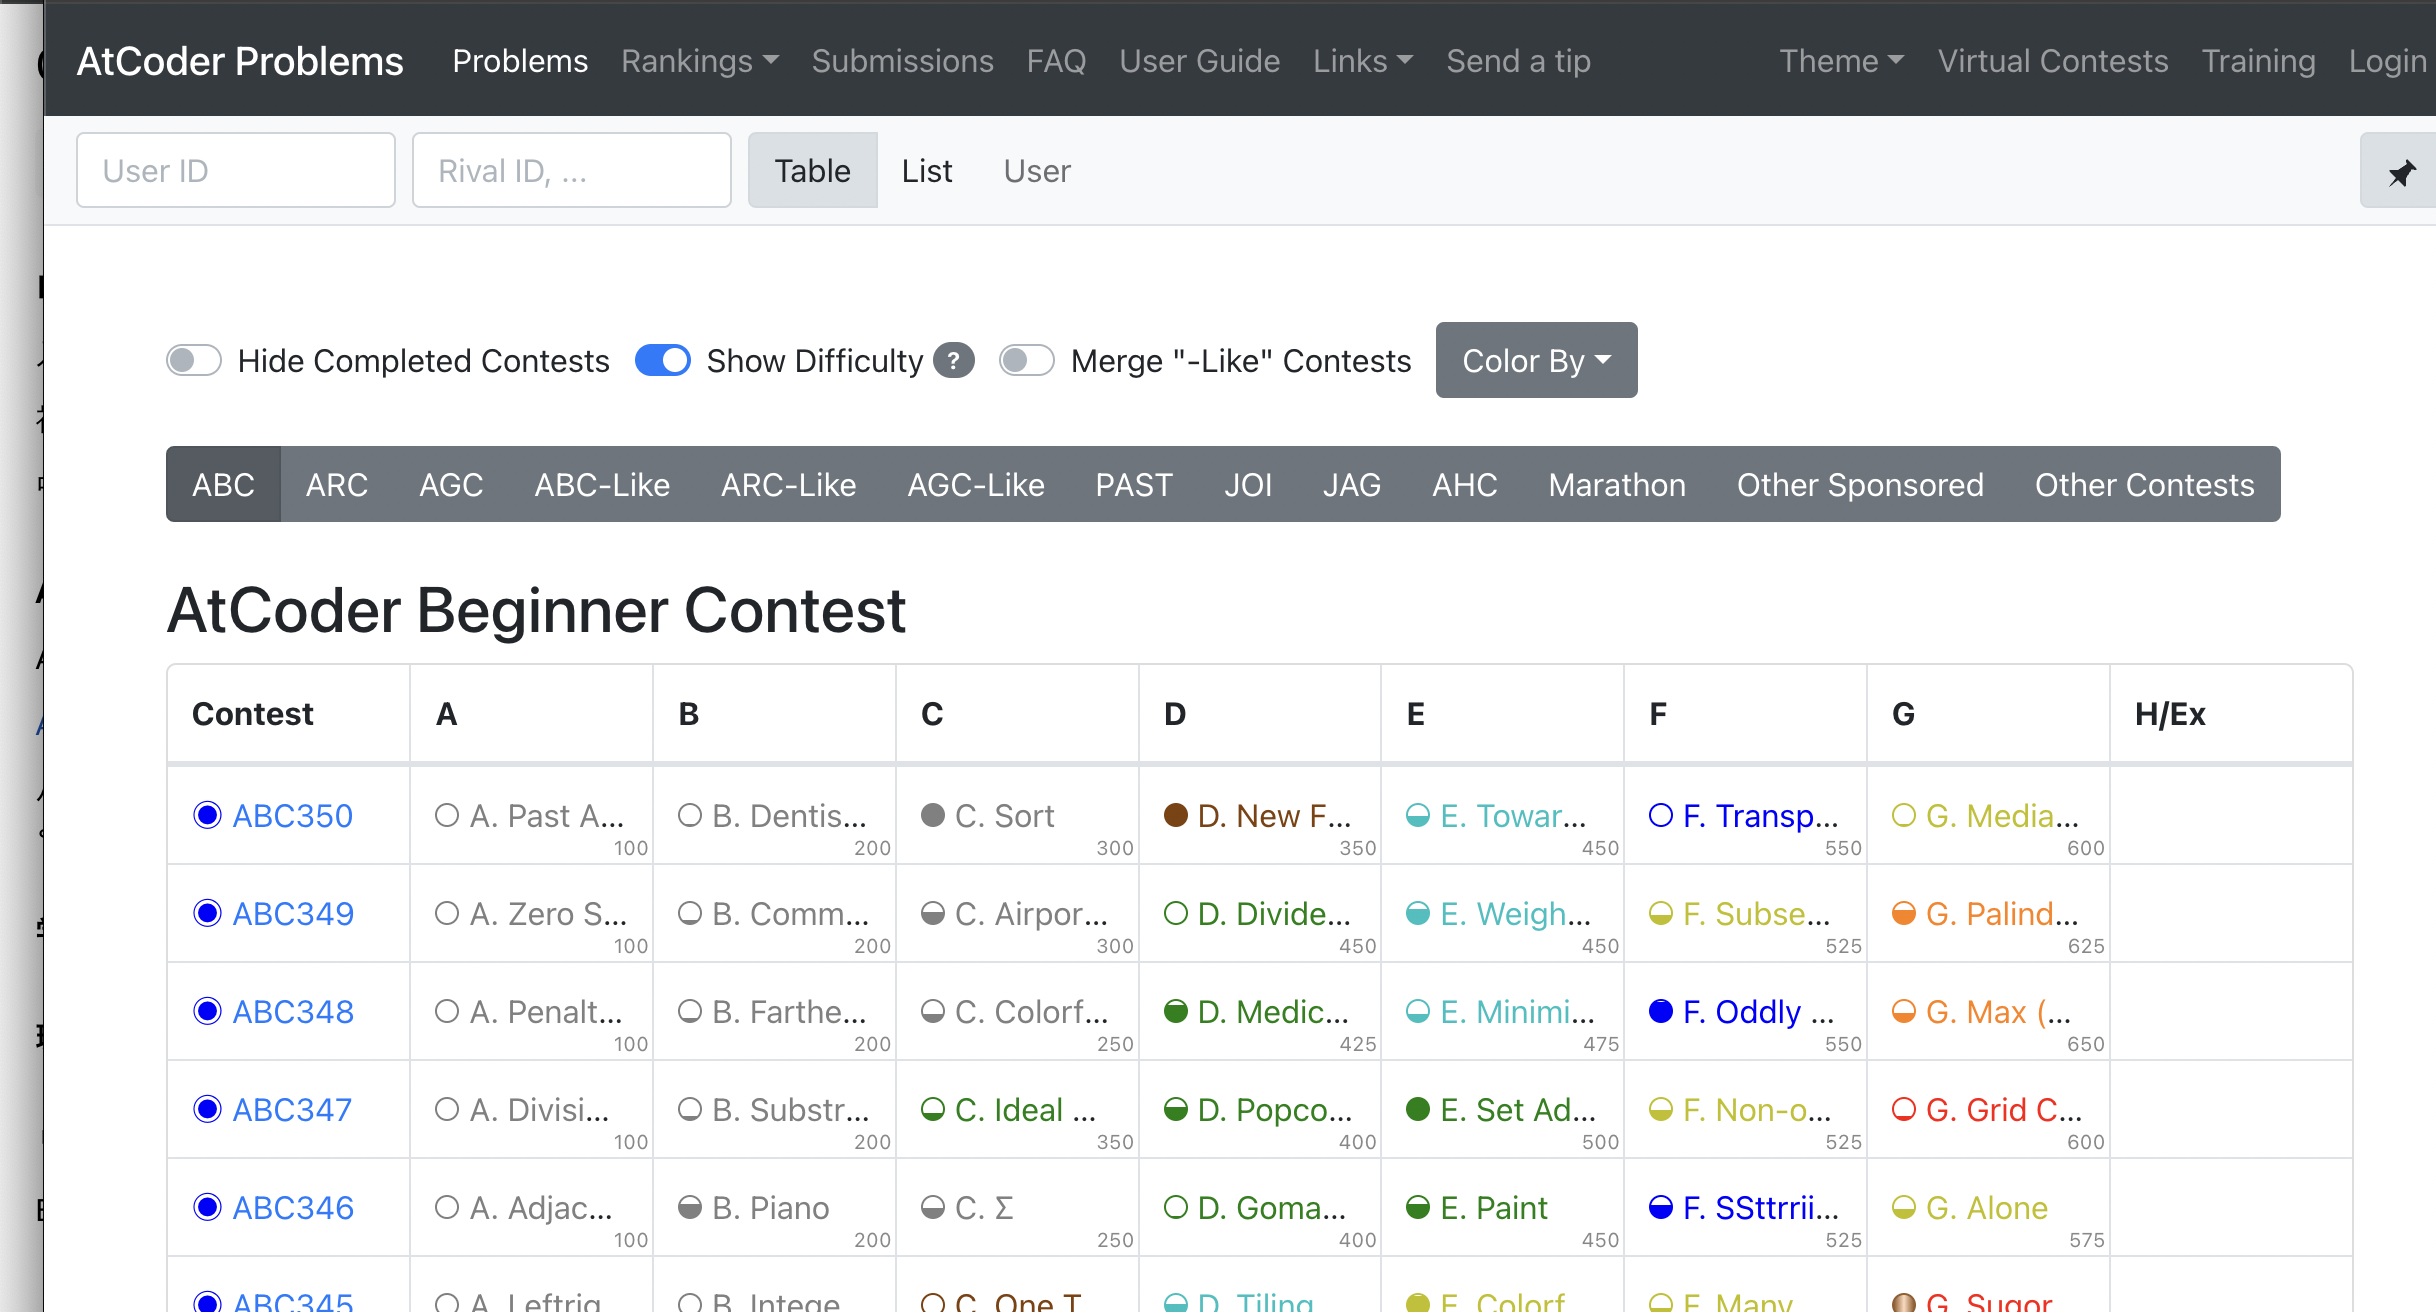 AtCoder Problems Problems Rankings Submissions FAQ User Guide Links Send a tip Theme Virtual Contests Training Login
User ID Rival ID, ... Table List User
Hide Completed Contests Show Difficulty ? Merge "-Like" Contests Color By
ABC ARC AGC ABC-Like ARC-Like AGC-Like PAST JOI JAG AHC Marathon Other Sponsored Other Contests
AtCoder Beginner Contest
Contest A B C D E F G H/Ex
ABC350 A. Past A... B. Dentis... C. Sort D. New F... E. Towar... F. Transp... G. Media...
100 200 300 350 450 550 600
ABC349 A. Zero S... B. Comm... C. Airpor... D. Divide... E. Weigh... F. Subse... G. Palind...
100 200 300 450 450 525 625
ABC348 A. Penalt... B. Farthe... C. Colorf... D. Medic... E. Minimi... F. Oddly ... G. Max (...
100 200 250 425 475 550 650
ABC347 A. Divisi... B. Substr... C. Ideal ... D. Popco... E. Set Ad... F. Non-o... G. Grid C...
100 200 350 400 500 525 600
ABC346 A. Adjac... B. Piano C. Σ D. Goma... E. Paint F. SSttrrii... G. Alone
100 200 250 400 450 525 575
ABC345 A. Leftrig B. Intege C. One T D. Tiling E. Colorf F. Many G. Sugor